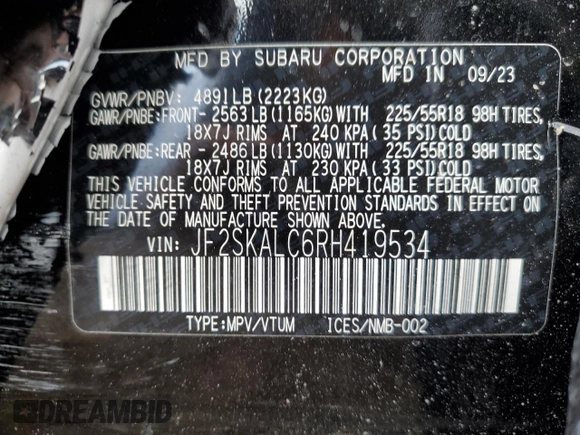 MFD BY SUBARU CORPORATION
MFD IN 09/23
GVWR/PNBV: 4891LB (2223KG)
GAWR/PNBE:FRONT- 2563LB (1165KG)WITH 225/55R18 98H TIRES,
18X7J RIMS AT 240 KPA( 35 PSI)COLD
GAWR/PNBE:REAR - 2486LB (1130KG)WITH 225/55R18 98H TIRES,
18X7J RIMS AT 230 KPA( 33 PSI)COLD
THIS VEHICLE CONFORMS TO ALL APPLICABLE FEDERAL MOTOR
VEHICLE SAFETY AND THEFT PREVENTION STANDARDS IN EFFECT
ON THE DATE OF MANUFACTURE SHOWN ABOVE.
VIN: JF2SKALC6RH419534
TYPE:MPV/VTUM ICES/NMB-002
DREAMBID